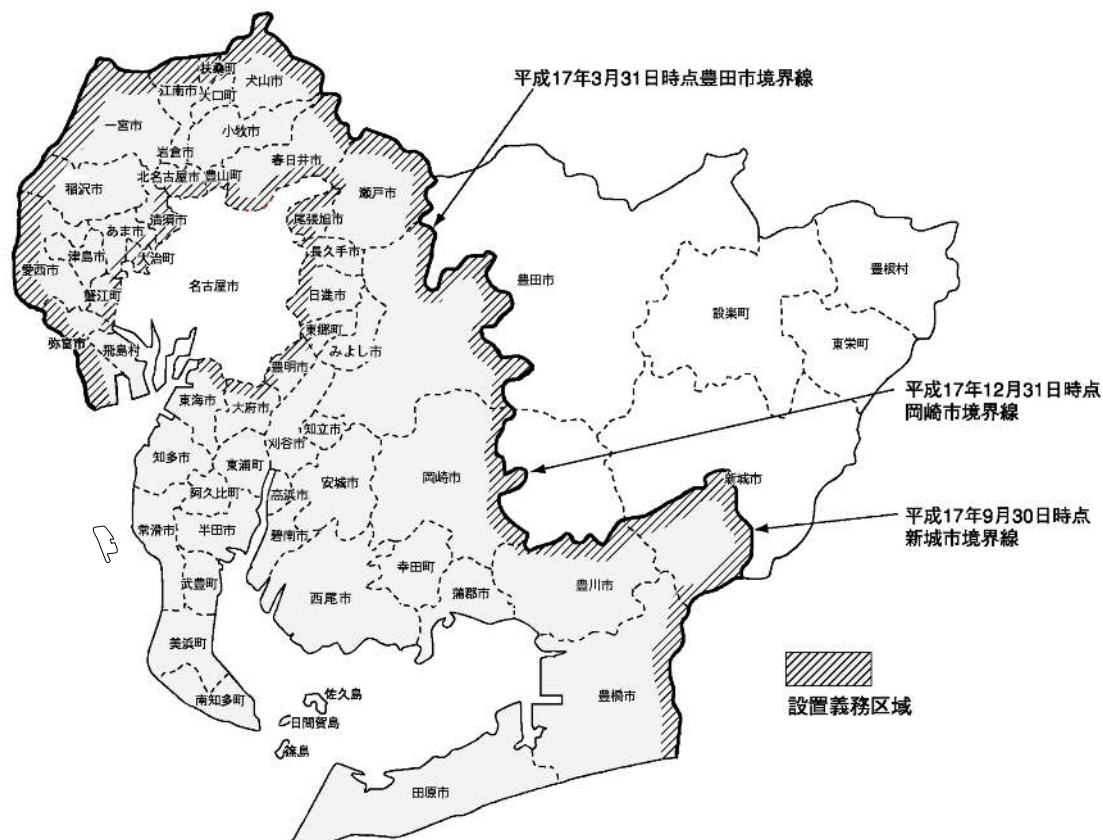 扶桑町
犬山市
江南市
大口町
平成17年3月31日時点豊田市境界線
一宮市
小牧市
岩倉市
春日井市
北名古屋市
豊山町
稲沢市
瀬戸市
清須市
尾張旭市
あま市
津島市
大治町
長久手市
愛西市
名古屋市
豊田市
豊根村
蟹江町
日進市
設楽町
東郷町
東栄町
弥富市
飛島村
みよし市
豊明市
平成17年12月31日時点
岡崎市境界線
東海市
大府市
知立市
刈谷市
知多市
東浦町
岡崎市
安城市
新城市
阿久比町
高浜市
平成17年9月30日時点
新城市境界線
常滑市
半田市
碧南市
幸田町
豊川市
武豊町
西尾市
蒲郡市
美浜町
設置義務区域
南知多町
佐久島
豊橋市
日間賀島
篠島
田原市